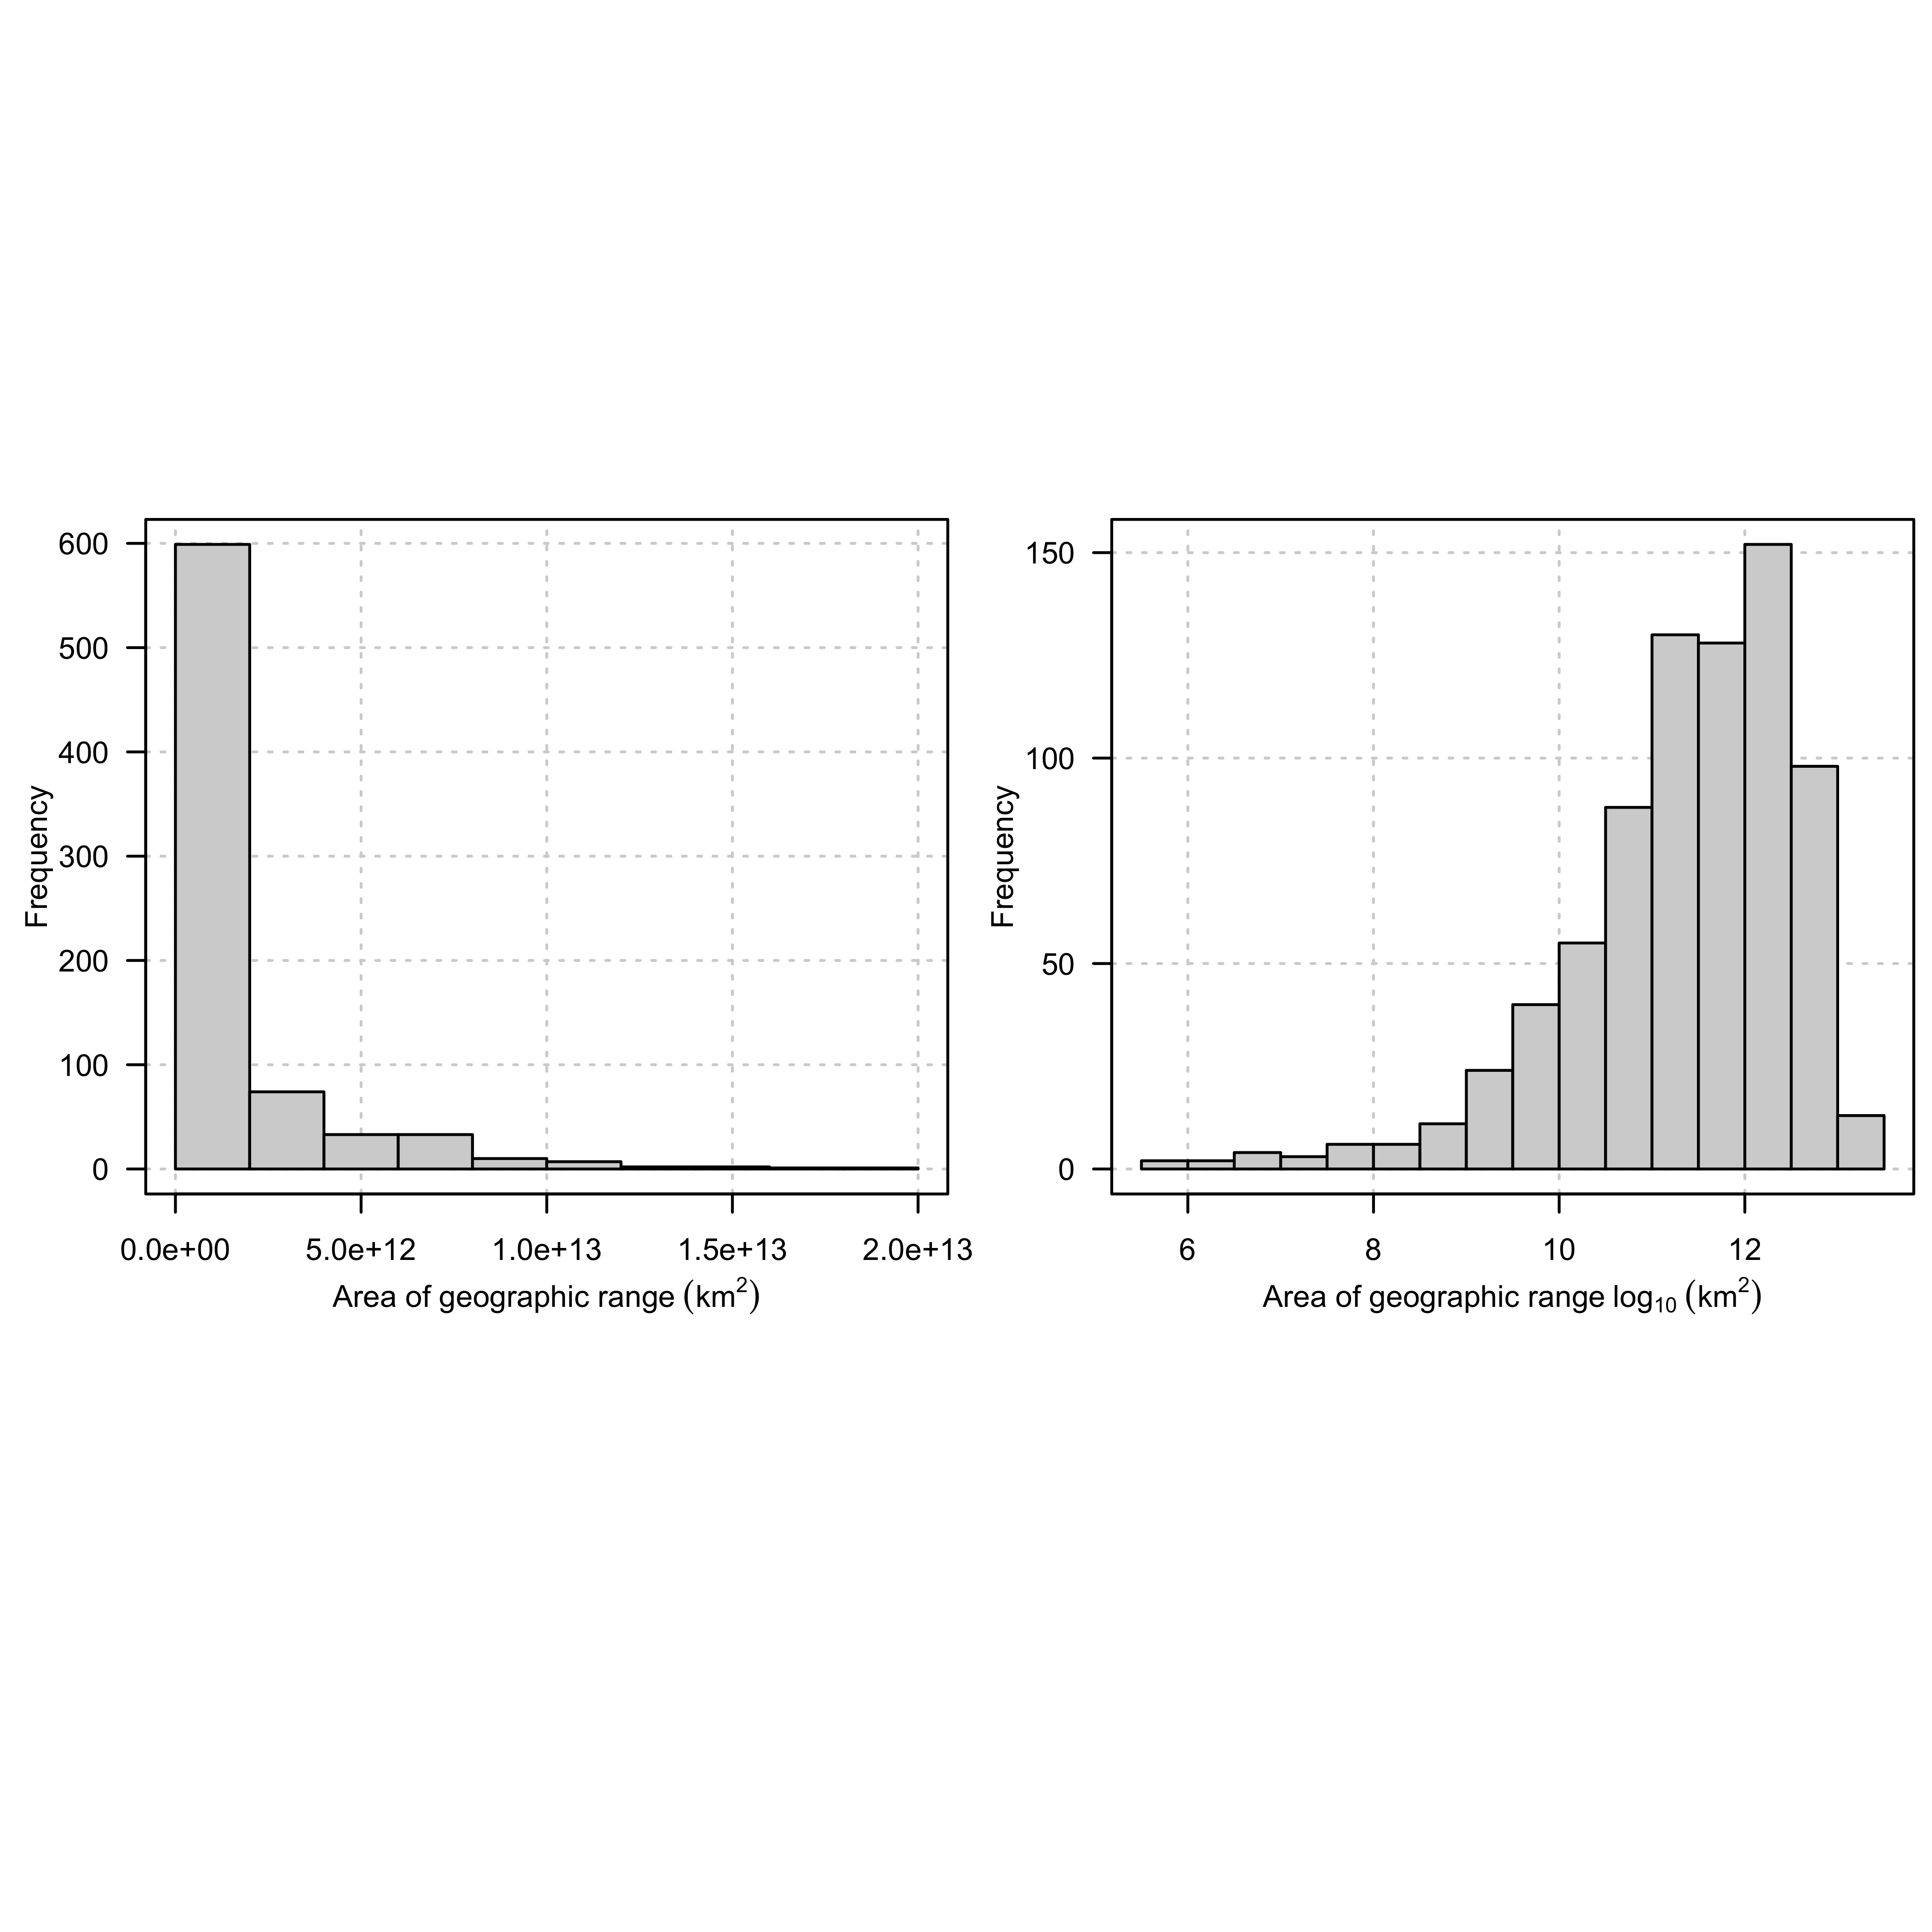 600
500
400
300
200
100
0
Frequency
0.0e+00 5.0e+12 1.0e+13 1.5e+13 2.0e+13
Area of geographic range (km²)
150
100
50
0
Frequency
6 8 10 12
Area of geographic range log₁₀ (km²)